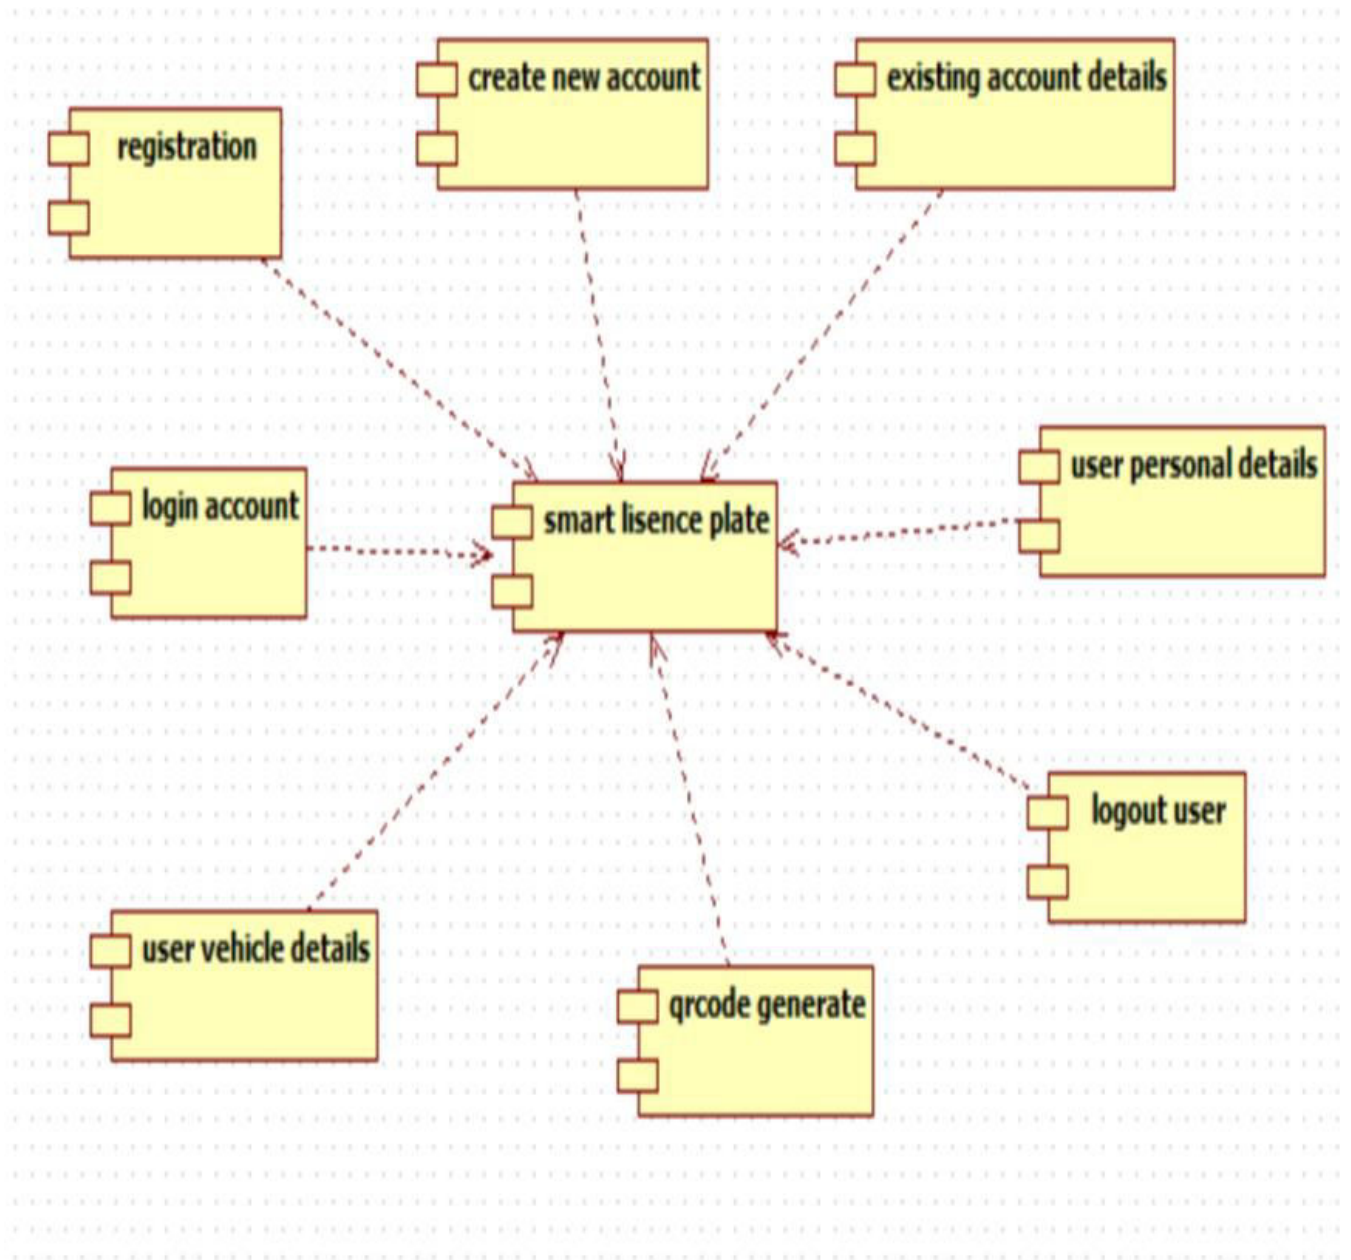 create new account
existing account details
registration
user personal details
login account
smart lisence plate
logout user
user vehicle details
qrcode generate